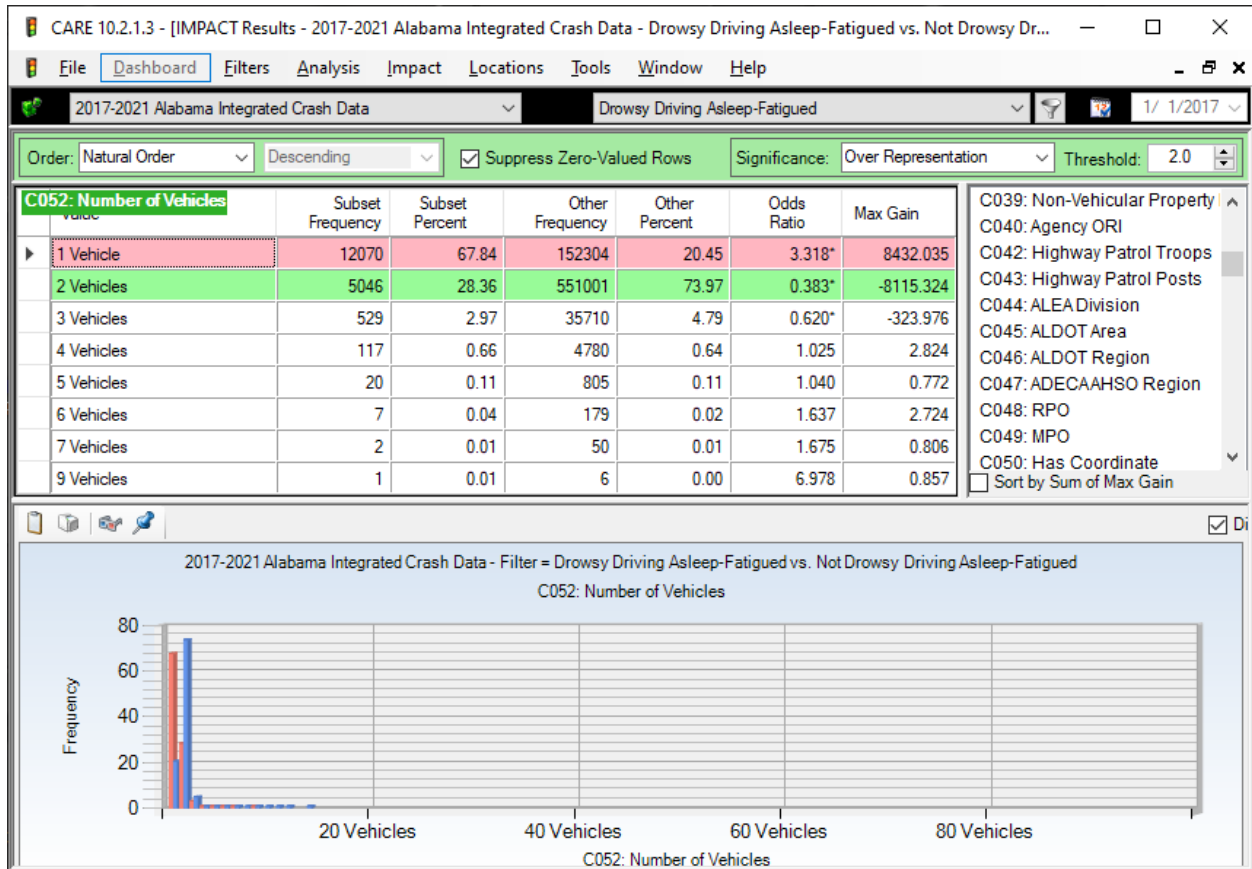 CARE 10.2.1.3 - [IMPACT Results - 2017-2021 Alabama Integrated Crash Data - Drowsy Driving Asleep-Fatigued vs. Not Drowsy Dr...
File Dashboard Filters Analysis Impact Locations Tools Window Help
2017-2021 Alabama Integrated Crash Data Drowsy Driving Asleep-Fatigued 1/ 1/2017
Order: Natural Order Descending Suppress Zero-Valued Rows Significance: Over Representation Threshold: 2.0
C052: Number of Vehicles Subset Frequency Subset Percent Other Frequency Other Percent Odds Ratio Max Gain
1 Vehicle 12070 67.84 152304 20.45 3.318* 8432.035
2 Vehicles 5046 28.36 551001 73.97 0.383* -8115.324
3 Vehicles 529 2.97 35710 4.79 0.620* -323.976
4 Vehicles 117 0.66 4780 0.64 1.025 2.824
5 Vehicles 20 0.11 805 0.11 1.040 0.772
6 Vehicles 7 0.04 179 0.02 1.637 2.724
7 Vehicles 2 0.01 50 0.01 1.675 0.806
9 Vehicles 1 0.01 6 0.00 6.978 0.857
C039: Non-Vehicular Property
C040: Agency ORI
C042: Highway Patrol Troops
C043: Highway Patrol Posts
C044: ALEA Division
C045: ALDOT Area
C046: ALDOT Region
C047: ADECAAHSO Region
C048: RPO
C049: MPO
C050: Has Coordinate
Sort by Sum of Max Gain
Di
2017-2021 Alabama Integrated Crash Data - Filter = Drowsy Driving Asleep-Fatigued vs. Not Drowsy Driving Asleep-Fatigued
C052: Number of Vehicles
80
60
40
20
0
Frequency
20 Vehicles 40 Vehicles 60 Vehicles 80 Vehicles
C052: Number of Vehicles